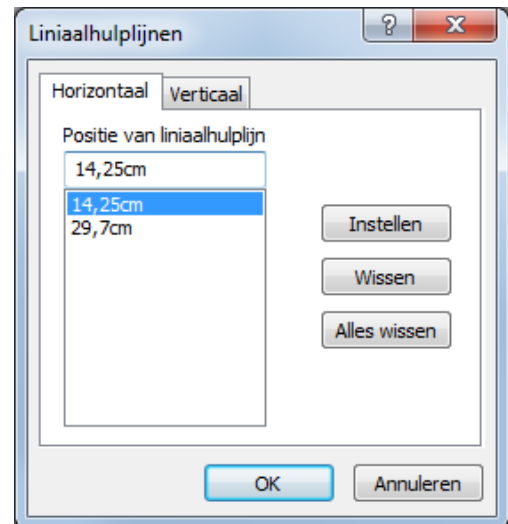 Liniaalhulplijnen
? X
Horizontaal Verticaal
Positie van liniaalhulplijn
14,25cm
14,25cm
29,7cm
Instellen
Wissen
Alles wissen
OK Annuleren